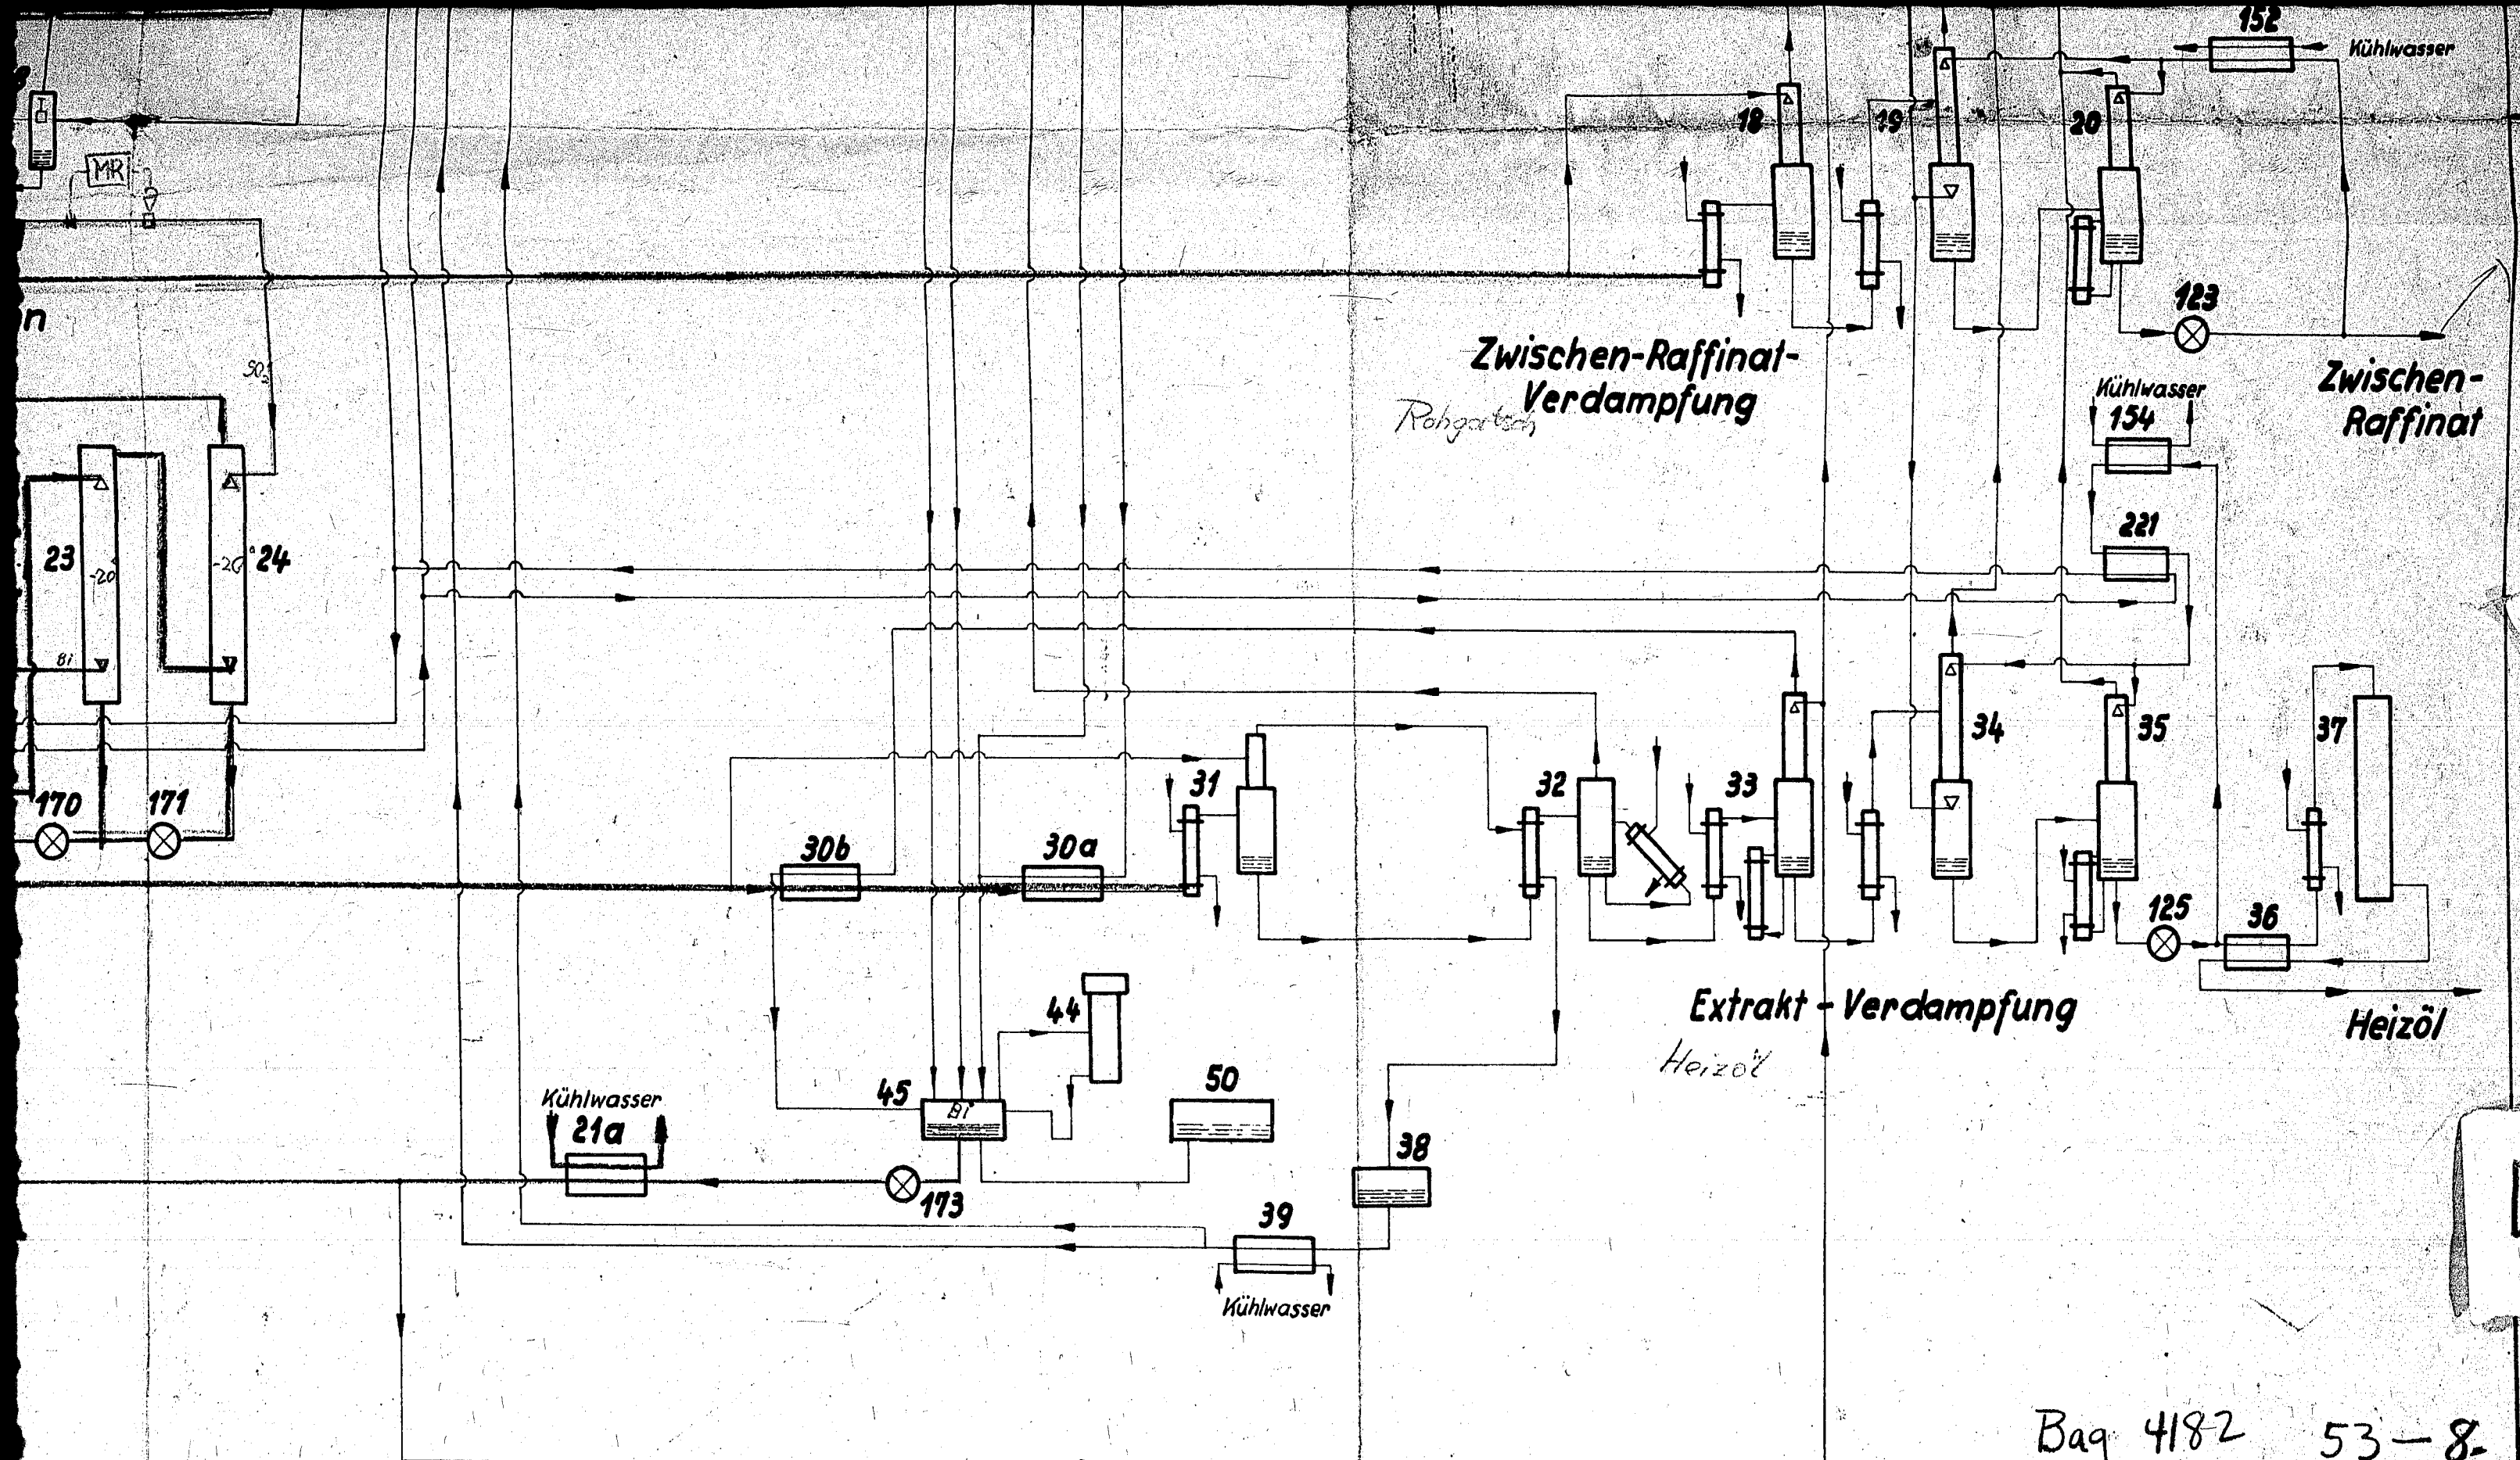 152
Kühlwasser
8
18
19
20
MR
123
n
Zwischen-Raffinat-
Verdampfung
Zwischen-
Raffinat
SO2
Kühlwasser
154
221
23
-20
-20°
24
Bi
170
171
30b
30a
31
32
33
34
35
37
125
36
44
Extrakt-Verdampfung
Heizöl
Heizöl
45
Bi
50
Kühlwasser
21a
173
38
39
Kühlwasser
Bag 4182 53-8